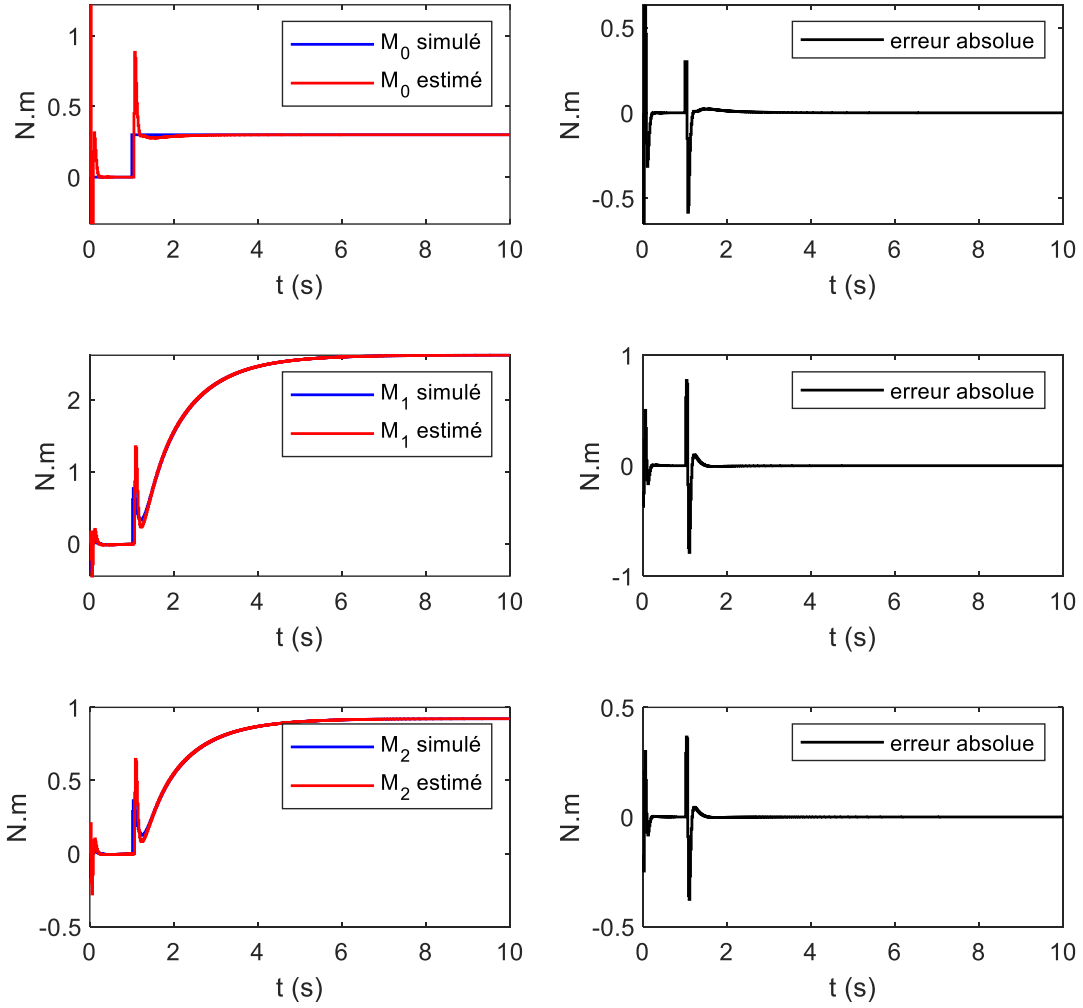 N.m
1
0.5
0
M0 simulé
M0 estimé
0 2 4 6 8 10
t (s)
N.m
0.5
0
-0.5
erreur absolue
0 2 4 6 8 10
t (s)
N.m
2
1
0
M1 simulé
M1 estimé
0 2 4 6 8 10
t (s)
N.m
1
0
-1
erreur absolue
0 2 4 6 8 10
t (s)
N.m
1
0.5
0
-0.5
M2 simulé
M2 estimé
0 2 4 6 8 10
t (s)
N.m
0.5
0
-0.5
erreur absolue
0 2 4 6 8 10
t (s)